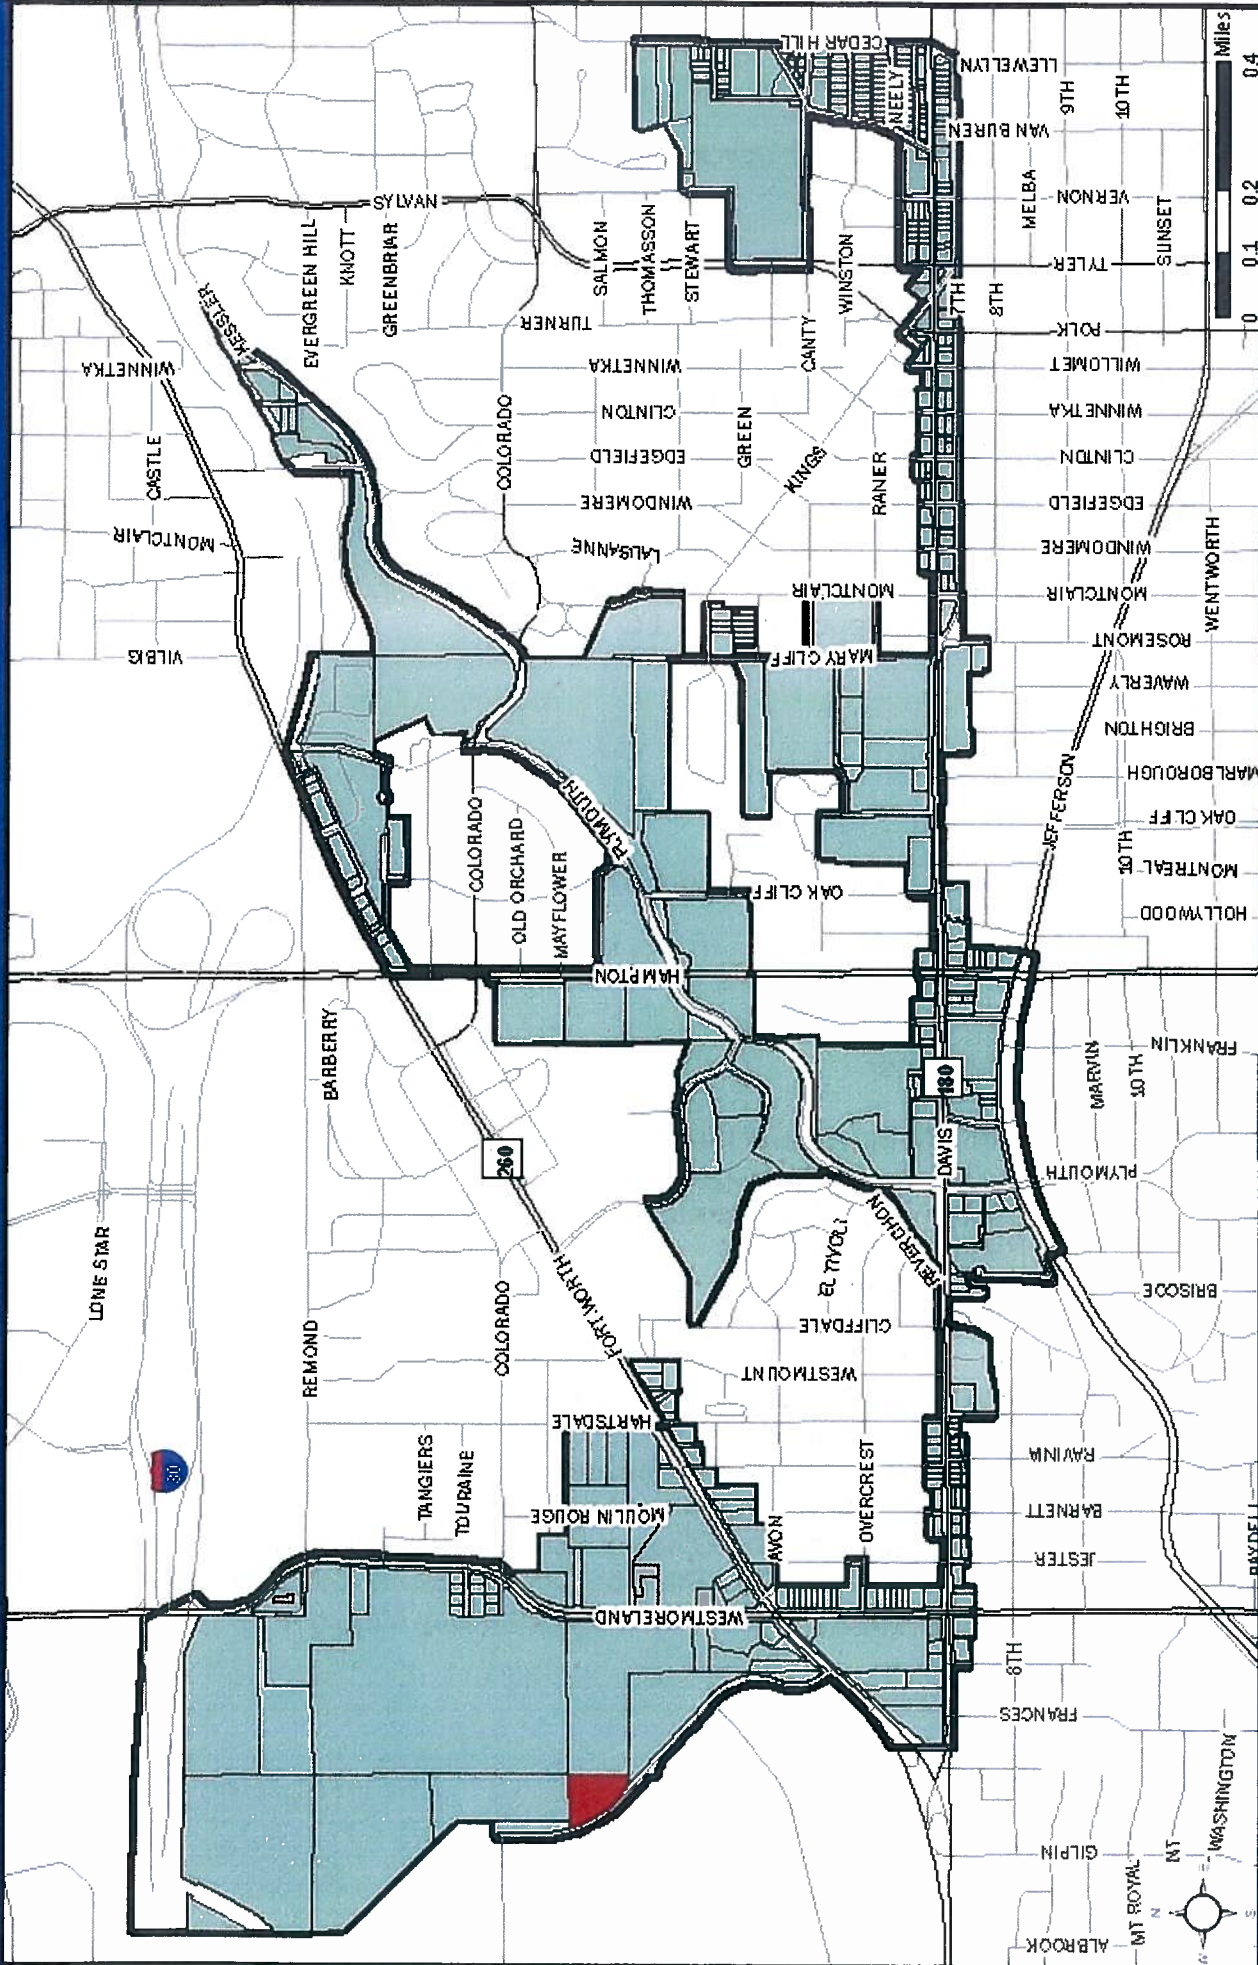 CEDAR HILL
LLEWELLYN
NEELY
VAN BUREN
9TH
10TH
Miles
0.4
SYLVAN
VERNON
MELBA
0.2
KESSLER
EVERGREEN HILL
KNOTT
GREENBRIAR
SALMON
THOMASSON
STEWART
WINSTON
TYLER
SUNSET
0.1
TURNER
7TH
8TH
POLK
0
WINNETKA
WINNETKA
CANTY
WILLOMET
CASTLE
COLORADO
CLINTON
GREEN
WINNETKA
EDGEFIELD
KINGS
RANER
CLINTON
MONTCLAIR
WINDOMERE
EDGEFIELD
LAUSANNE
WINDOMERE
WENTWORTH
MONTCLAIR
MONTCLAIR
VILBIG
MARY CLIFF
ROSEMONT
WAVERLY
BRIGHTON
PLYMOUTH
JEFFERSON
MARLBOROUGH
COLORADO
OLD ORCHARD
MAYFLOWER
OAK CLIFF
10TH
MONTREAL
OAK CLIFF
HOLLYWOOD
HAMPTON
BARBERRY
FRANKLIN
MARVIN
10TH
180
260
DAVIS
PLYMOUTH
LONE STAR
REVERCHON
EL TIVOLI
FORT WORTH
BRISCOE
REMOND
COLORADO
CLIFFDALE
WESTMOUNT
HARTSDALE
30
TANGIERS
TOURAINE
OVERCREST
RAVINIA
MOULIN ROUGE
AVON
BARNETT
JESTER
WESTMORELAND
8TH
FRANCES
GILPIN
MT ROYAL
NT
WASHINGTON
ALBROOK
N
S